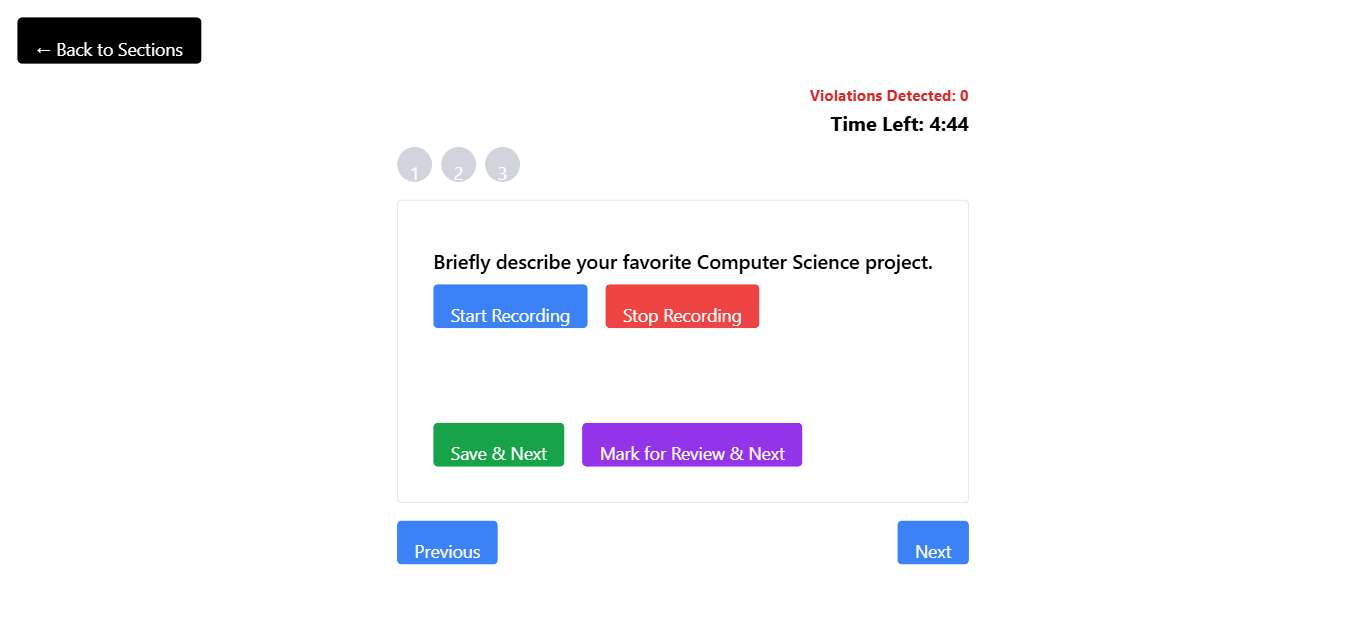 ← Back to Sections
Violations Detected: 0
Time Left: 4:44
1 2 3
Briefly describe your favorite Computer Science project.
Start Recording Stop Recording
Save & Next Mark for Review & Next
Previous Next